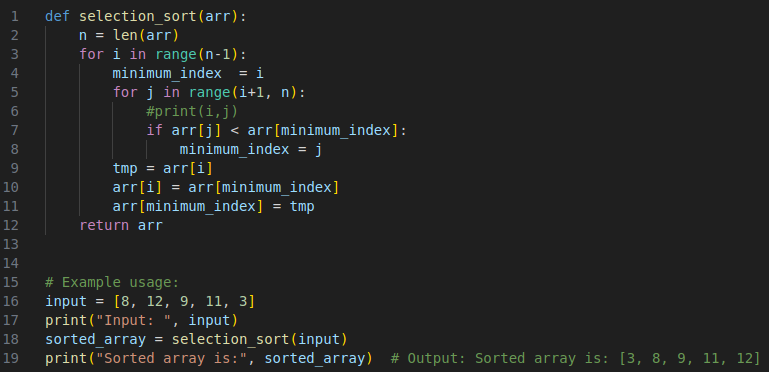 1 def selection_sort(arr):
2     n = len(arr)
3     for i in range(n-1):
4         minimum_index  = i
5         for j in range(i+1, n):
6             #print(i,j)
7             if arr[j] < arr[minimum_index]:
8                 minimum_index = j
9         tmp = arr[i]
10         arr[i] = arr[minimum_index]
11         arr[minimum_index] = tmp
12     return arr
13
14
15 # Example usage:
16 input = [8, 12, 9, 11, 3]
17 print("Input: ", input)
18 sorted_array = selection_sort(input)
19 print("Sorted array is:", sorted_array)  # Output: Sorted array is: [3, 8, 9, 11, 12]